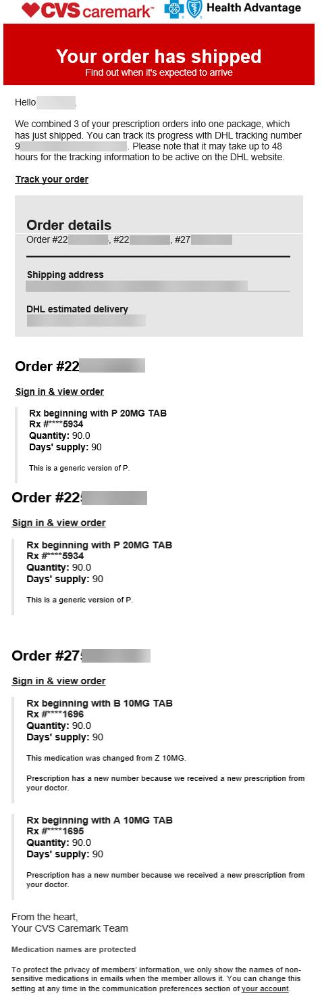 CVS caremark™ Health Advantage
Your order has shipped
Find out when it's expected to arrive
Hello ,
We combined 3 of your prescription orders into one package, which
has just shipped. You can track its progress with DHL tracking number
9 . Please note that it may take up to 48
hours for the tracking information to be active on the DHL website.
Track your order
Order details
Order #22 , #22 , #27
Shipping address
DHL estimated delivery
Order #22
Sign in & view order
Rx beginning with P 20MG TAB
Rx #****5934
Quantity: 90.0
Days' supply: 90
This is a generic version of P.
Order #225
Sign in & view order
Rx beginning with P 20MG TAB
Rx #****5934
Quantity: 90.0
Days' supply: 90
This is a generic version of P.
Order #27
Sign in & view order
Rx beginning with B 10MG TAB
Rx #****1696
Quantity: 90.0
Days' supply: 90
This medication was changed from Z 10MG.
Prescription has a new number because we received a new prescription from
your doctor.
Rx beginning with A 10MG TAB
Rx #****1695
Quantity: 90.0
Days' supply: 90
Prescription has a new number because we received a new prescription from
your doctor.
From the heart,
Your CVS Caremark Team
Medication names are protected
To protect the privacy of members' information, we only show the names of non-
sensitive medications in emails when the member allows it. You can change this
setting at any time in the communication preferences section of your account.